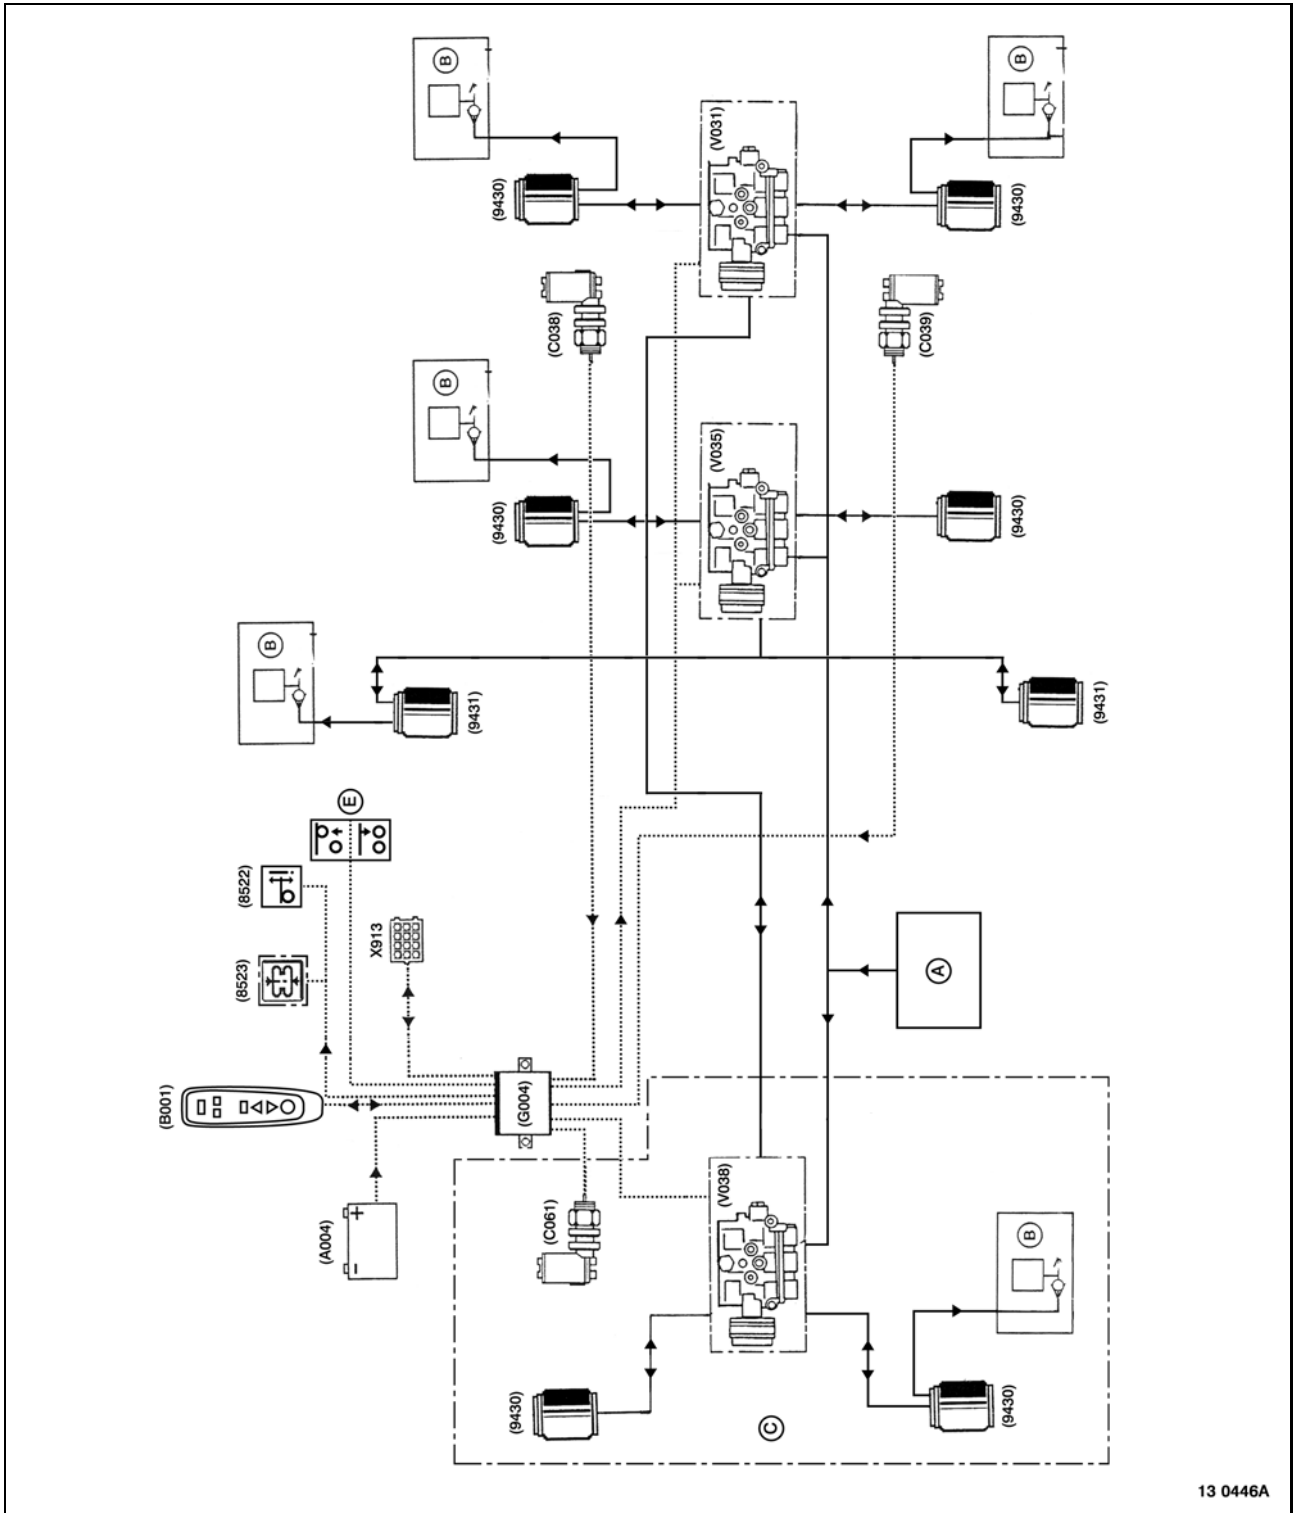 B
B
(V031)
(9430)
(9430)
(C038)
(C039)
B
(V035)
(9430)
(9430)
B
(9431)
(9431)
E
(8522)
X913
(8523)
A
(B001)
(G004)
(V038)
(C061)
(A004)
+
−
B
(9430)
(9430)
C
13 0446A